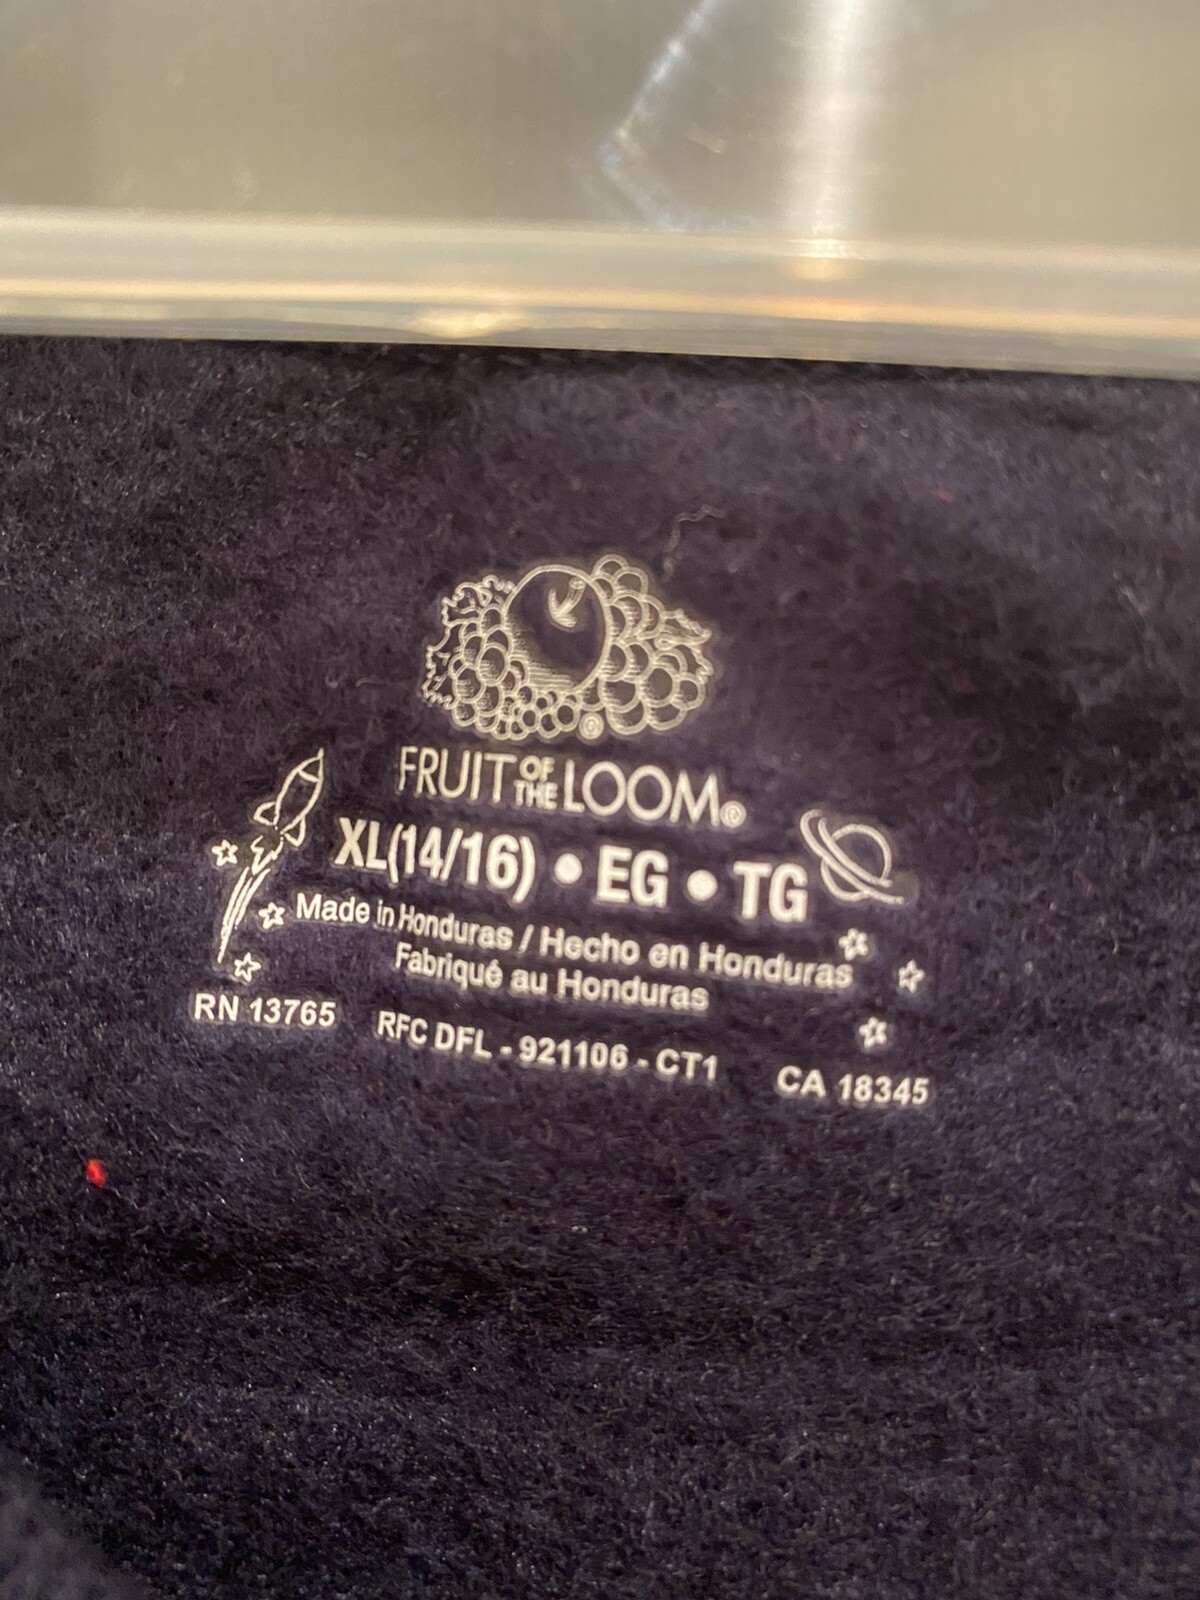 FRUIT OF THE LOOM®
XL(14/16) • EG • TG
Made in Honduras / Hecho en Honduras
Fabriqué au Honduras
RN 13765 RFC DFL - 921106 - CT1 CA 18345